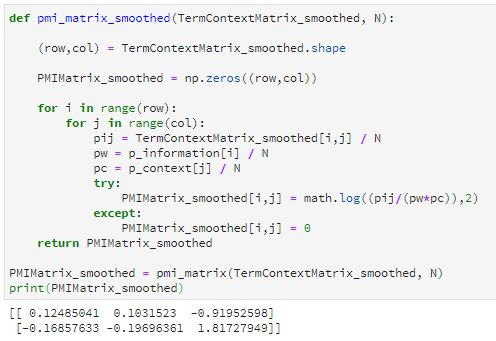 def pmi_matrix_smoothed(TermContextMatrix_smoothed, N):
(row,col) = TermContextMatrix_smoothed.shape
PMIMatrix_smoothed = np.zeros((row,col))
for i in range(row):
for j in range(col):
pij = TermContextMatrix_smoothed[i,j] / N
pw = p_information[i] / N
pc = p_context[j] / N
try:
PMIMatrix_smoothed[i,j] = math.log((pij/(pw*pc)),2)
except:
PMIMatrix_smoothed[i,j] = 0
return PMIMatrix_smoothed
PMIMatrix_smoothed = pmi_matrix(TermContextMatrix_smoothed, N)
print(PMIMatrix_smoothed)
[[ 0.12485041 0.1031523 -0.91952598]
[-0.16857633 -0.19696361 1.81727949]]